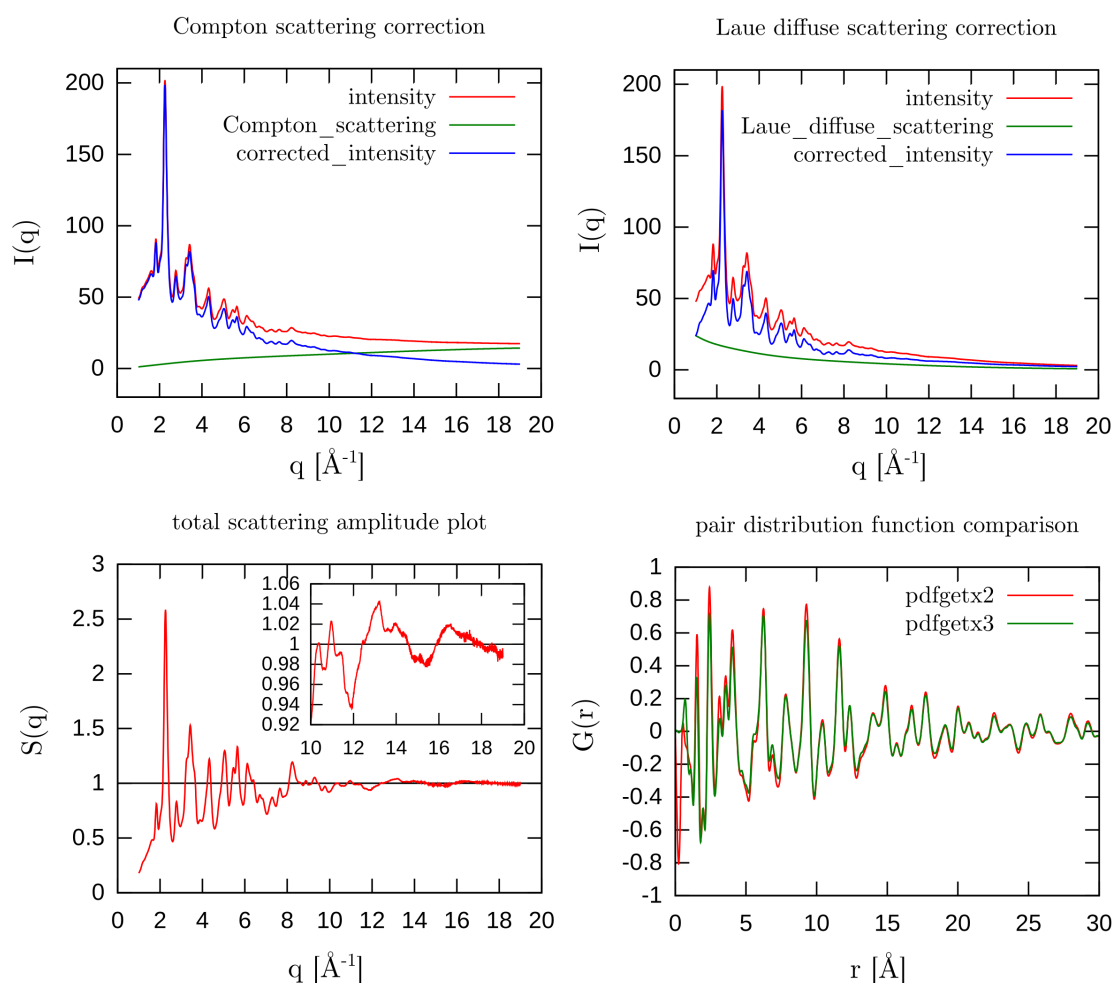 Compton scattering correction
200
150
100
50
0
I(q)
intensity
Compton_scattering
corrected_intensity
0 2 4 6 8 10 12 14 16 18 20
q [Å-1]
Laue diffuse scattering correction
200
150
100
50
0
I(q)
intensity
Laue_diffuse_scattering
corrected_intensity
0 2 4 6 8 10 12 14 16 18 20
q [Å-1]
total scattering amplitude plot
3
2.5
2
1.5
1
0.5
0
S(q)
1.06
1.04
1.02
1
0.98
0.96
0.94
0.92
10 12 14 16 18 20
0 2 4 6 8 10 12 14 16 18 20
q [Å-1]
pair distribution function comparison
1
0.8
0.6
0.4
0.2
0
-0.2
-0.4
-0.6
-0.8
-1
G(r)
pdfgetx2
pdfgetx3
0 5 10 15 20 25 30
r [Å]